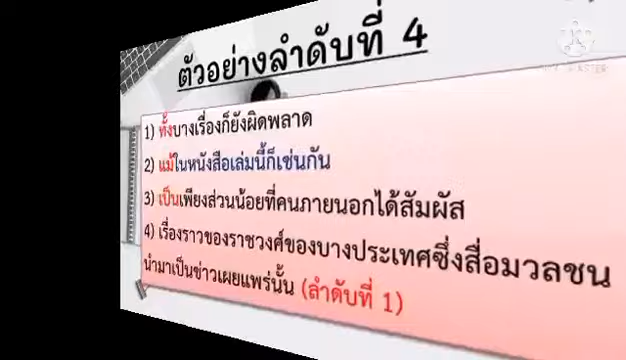 ตัวอย่างลำดับที่ 4
1) ทั้งบางเรื่องก็ยังผิดพลาด
2) แม้ในหนังสือเล่มนี้ก็เช่นกัน
3) เป็นเพียงส่วนน้อยที่คนภายนอกได้สัมผัส
4) เรื่องราวของราชวงศ์ของบางประเทศซึ่งสื่อมวลชน
นำมาเป็นข่าวเผยแพร่นั้น (ลำดับที่ 1)